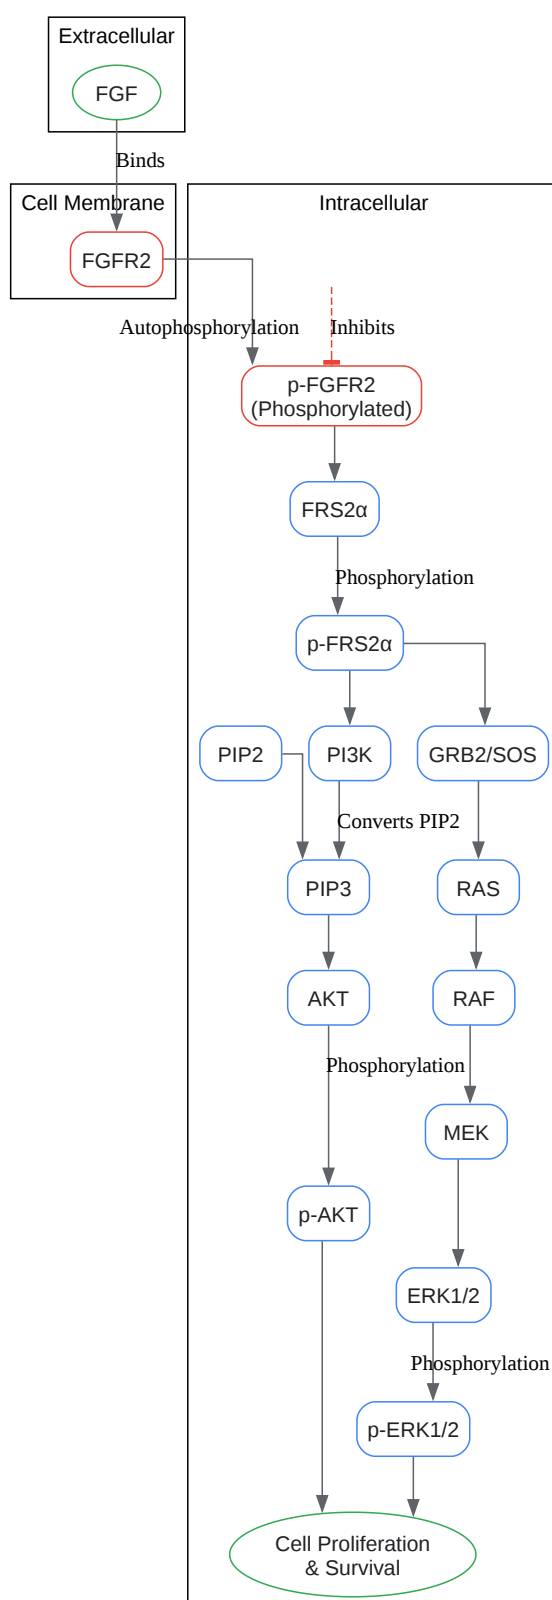 Extracellular
FGF
Binds
Cell Membrane
Intracellular
FGFR2
Autophosphorylation
Inhibits
p-FGFR2
(Phosphorylated)
FRS2α
Phosphorylation
p-FRS2α
PIP2
PI3K
GRB2/SOS
Converts PIP2
PIP3
RAS
AKT
RAF
Phosphorylation
MEK
p-AKT
ERK1/2
Phosphorylation
p-ERK1/2
Cell Proliferation
& Survival